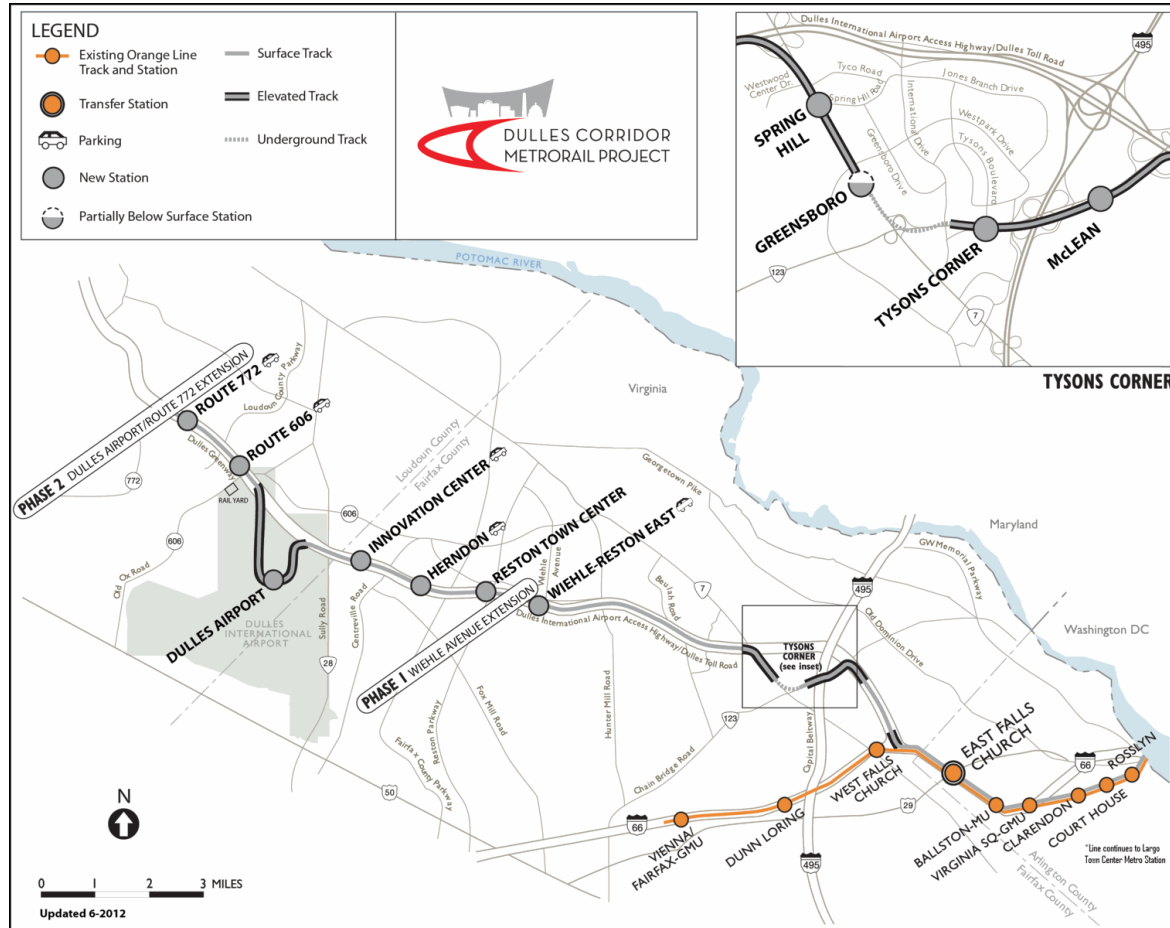 LEGEND
Existing Orange Line
Track and Station
Transfer Station
Parking
New Station
Partially Below Surface Station
Surface Track
Elevated Track
Underground Track
DULLES CORRIDOR
METRORAIL PROJECT
Dulles International Airport Access Highway/Dulles Toll Road
495
Westwood
Center Dr.
Tyco Road
Spring Hill Road
Jones Branch Drive
International Drive
Westpark Drive
Tysons Boulevard
Greensboro Drive
SPRING
HILL
GREENSBORO
TYSONS CORNER
McLEAN
123
7
TYSONS CORNER
POTOMAC RIVER
Virginia
Maryland
Washington DC
PHASE 2 DULLES AIRPORT/ROUTE 772 EXTENSION
ROUTE 772
Loudoun County Parkway
ROUTE 606
Dulles Greenway
RAIL YARD
772
606
606
Old Ox Road
Loudoun County
Fairfax County
INNOVATION CENTER
HERNDON
RESTON TOWN CENTER
Wiehle
Avenue
WIEHLE-RESTON EAST
PHASE 1 WIEHLE AVENUE EXTENSION
DULLES AIRPORT
DULLES
INTERNATIONAL
AIRPORT
Sully Road
28
Centreville Road
Dulles International Airport Access Highway/Dulles Toll Road
Georgetown Pike
Beulah Road
7
495
GW Memorial Parkway
Old Dominion Drive
TYSONS
CORNER
(see inset)
Fox Mill Road
Reston Parkway
Fairfax County Parkway
Hunter Mill Road
123
Chain Bridge Road
Capital Beltway
50
66
29
495
66
VIENNA/
FAIRFAX-GMU
DUNN LORING
WEST FALLS
CHURCH
EAST FALLS
CHURCH
BALLSTON-MU
VIRGINIA SQ-GMU
CLARENDON
COURT HOUSE
ROSSLYN
*Line continues to Largo
Town Center Metro Station
Arlington County
Fairfax County
N
0 1 2 3 MILES
Updated 6-2012